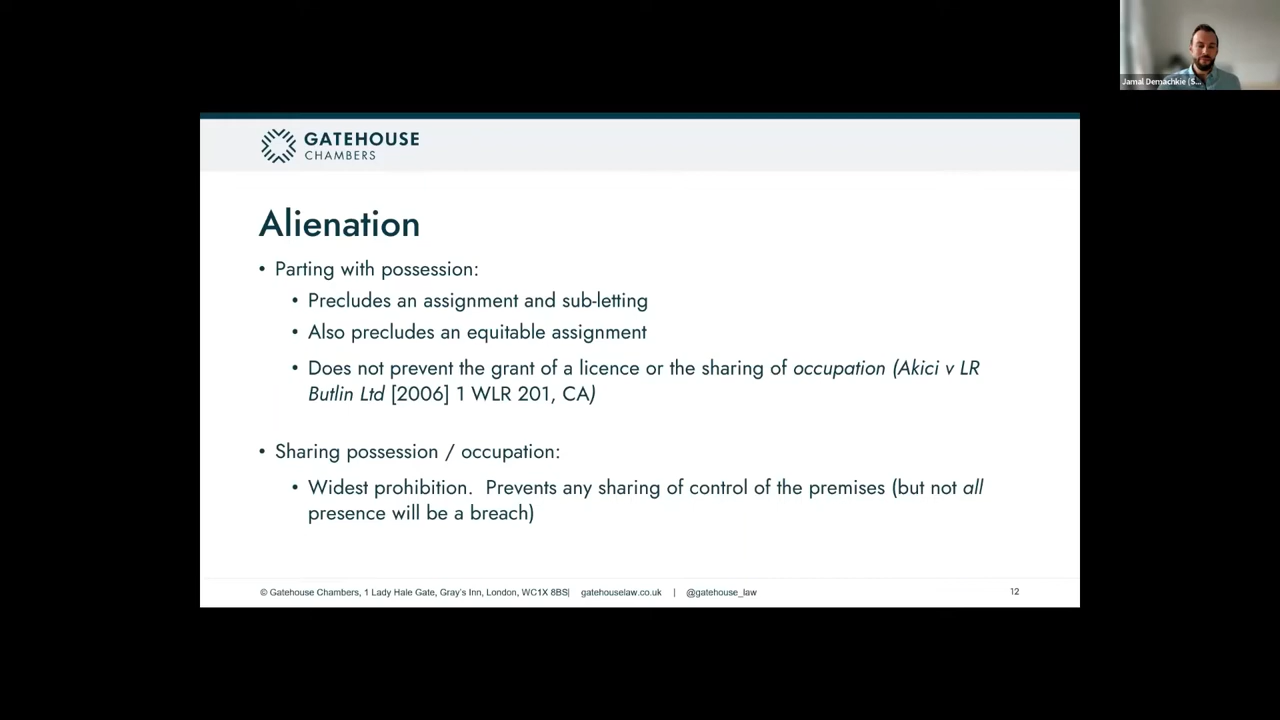 Jamal Demachkie (S...
GATEHOUSE
CHAMBERS
Alienation
• Parting with possession:
• Precludes an assignment and sub-letting
• Also precludes an equitable assignment
• Does not prevent the grant of a licence or the sharing of occupation (Akici v LR
Butlin Ltd [2006] 1 WLR 201, CA)
• Sharing possession / occupation:
• Widest prohibition.  Prevents any sharing of control of the premises (but not all
presence will be a breach)
© Gatehouse Chambers, 1 Lady Hale Gate, Gray's Inn, London, WC1X 8BS| gatehouselaw.co.uk | @gatehouse_law 12